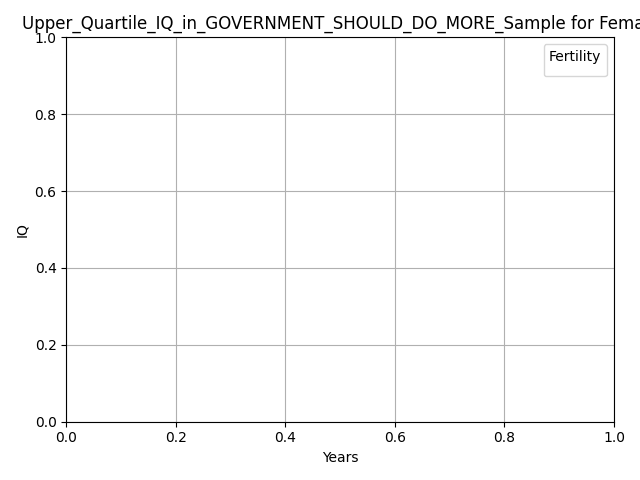 Upper_Quartile_IQ_in_GOVERNMENT_SHOULD_DO_MORE_Sample for Fema
Fertility
1.0
0.8
0.6
0.4
0.2
0.0
IQ
0.0 0.2 0.4 0.6 0.8 1.0
Years